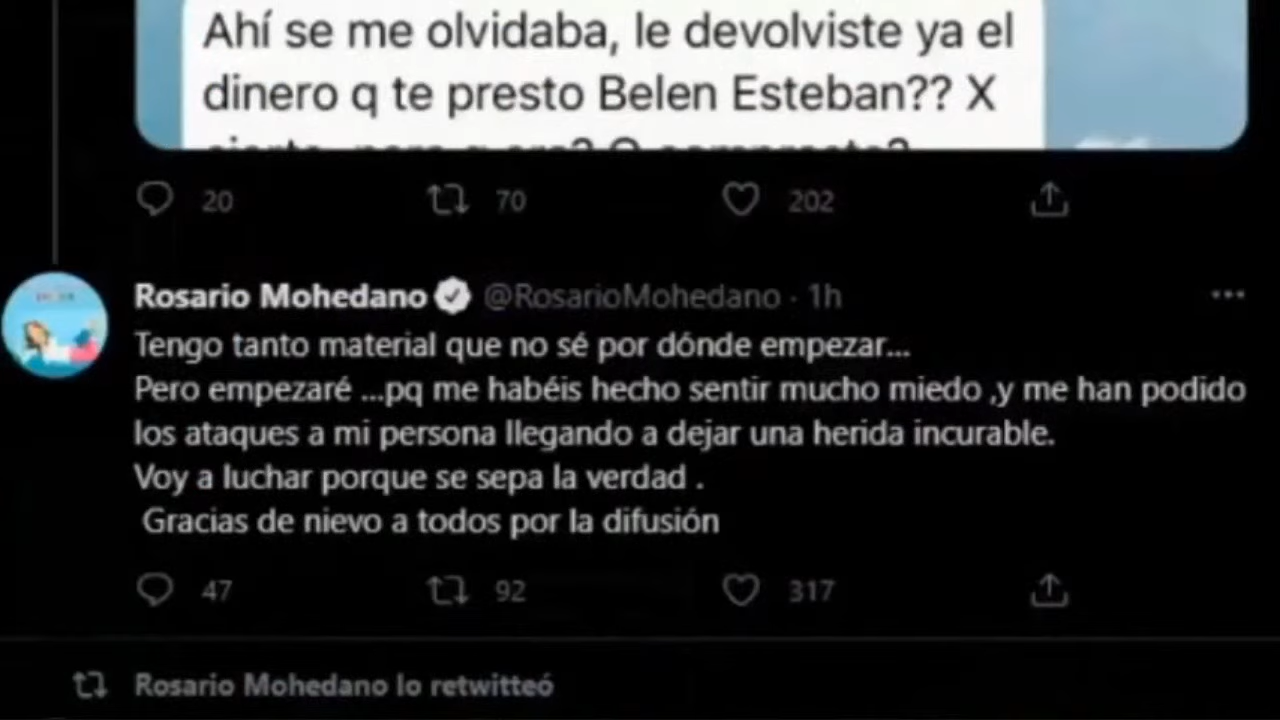 Ahí se me olvidaba, le devolviste ya el
dinero q te presto Belen Esteban?? X
20 70 202
Rosario Mohedano @RosarioMohedano · 1h
Tengo tanto material que no sé por dónde empezar...
Pero empezaré ...pq me habéis hecho sentir mucho miedo ,y me han podido
los ataques a mi persona llegando a dejar una herida incurable.
Voy a luchar porque se sepa la verdad .
Gracias de nievo a todos por la difusión
47 92 317
Rosario Mohedano lo retwitteó